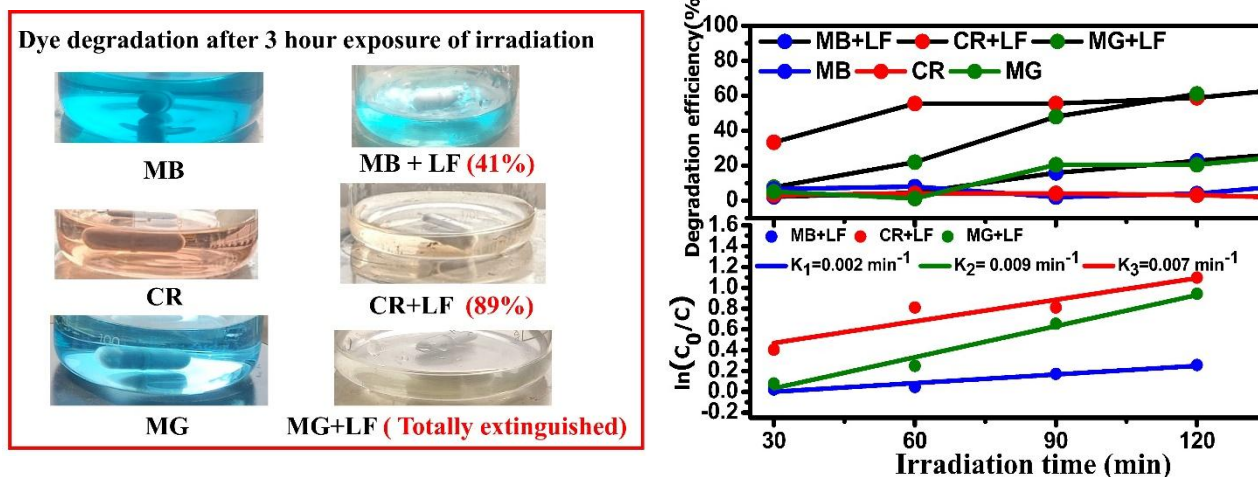 Dye degradation after 3 hour exposure of irradiation
MB
MB + LF (41%)
CR
CR+LF (89%)
MG
MG+LF ( Totally extinguished)
Degradation efficiency(%
100
80
60
40
20
0
MB+LF CR+LF MG+LF
MB CR MG
ln(C0/C)
1.6
1.4
1.2
1.0
0.8
0.6
0.4
0.2
0.0
-0.2
MB+LF CR+LF MG+LF
K1=0.002 min-1 K2= 0.009 min-1 K3=0.007 min-1
30 60 90 120
Irradiation time (min)